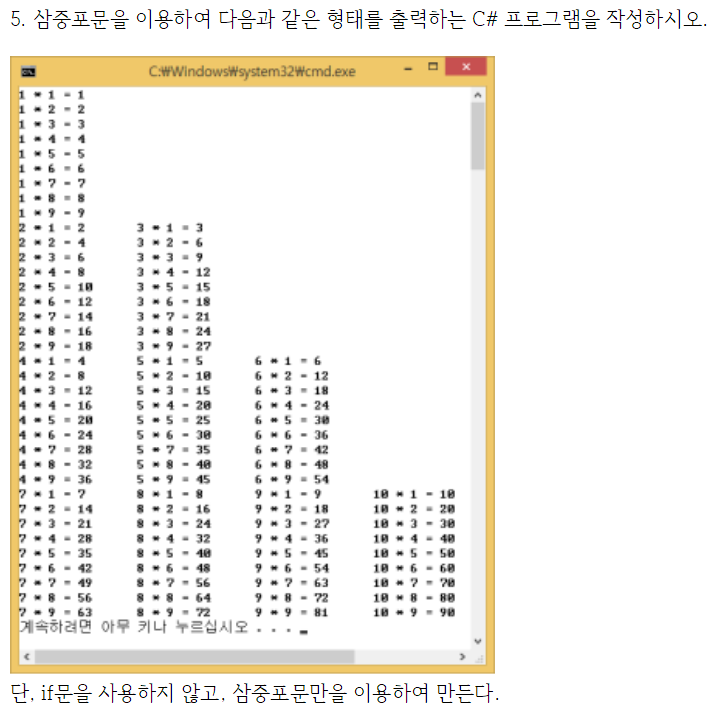 5. 삼중포문을 이용하여 다음과 같은 형태를 출력하는 C# 프로그램을 작성하시오.
C:₩Windows₩system32₩cmd.exe
1 * 1 = 1
1 * 2 = 2
1 * 3 = 3
1 * 4 = 4
1 * 5 = 5
1 * 6 = 6
1 * 7 = 7
1 * 8 = 8
1 * 9 = 9
2 * 1 = 2 3 * 1 = 3
2 * 2 = 4 3 * 2 = 6
2 * 3 = 6 3 * 3 = 9
2 * 4 = 8 3 * 4 = 12
2 * 5 = 10 3 * 5 = 15
2 * 6 = 12 3 * 6 = 18
2 * 7 = 14 3 * 7 = 21
2 * 8 = 16 3 * 8 = 24
2 * 9 = 18 3 * 9 = 27
4 * 1 = 4 5 * 1 = 5 6 * 1 = 6
4 * 2 = 8 5 * 2 = 10 6 * 2 = 12
4 * 3 = 12 5 * 3 = 15 6 * 3 = 18
4 * 4 = 16 5 * 4 = 20 6 * 4 = 24
4 * 5 = 20 5 * 5 = 25 6 * 5 = 30
4 * 6 = 24 5 * 6 = 30 6 * 6 = 36
4 * 7 = 28 5 * 7 = 35 6 * 7 = 42
4 * 8 = 32 5 * 8 = 40 6 * 8 = 48
4 * 9 = 36 5 * 9 = 45 6 * 9 = 54
7 * 1 = 7 8 * 1 = 8 9 * 1 = 9 10 * 1 = 10
7 * 2 = 14 8 * 2 = 16 9 * 2 = 18 10 * 2 = 20
7 * 3 = 21 8 * 3 = 24 9 * 3 = 27 10 * 3 = 30
7 * 4 = 28 8 * 4 = 32 9 * 4 = 36 10 * 4 = 40
7 * 5 = 35 8 * 5 = 40 9 * 5 = 45 10 * 5 = 50
7 * 6 = 42 8 * 6 = 48 9 * 6 = 54 10 * 6 = 60
7 * 7 = 49 8 * 7 = 56 9 * 7 = 63 10 * 7 = 70
7 * 8 = 56 8 * 8 = 64 9 * 8 = 72 10 * 8 = 80
7 * 9 = 63 8 * 9 = 72 9 * 9 = 81 10 * 9 = 90
계속하려면 아무 키나 누르십시오 . . . _
단, if문을 사용하지 않고, 삼중포문만을 이용하여 만든다.